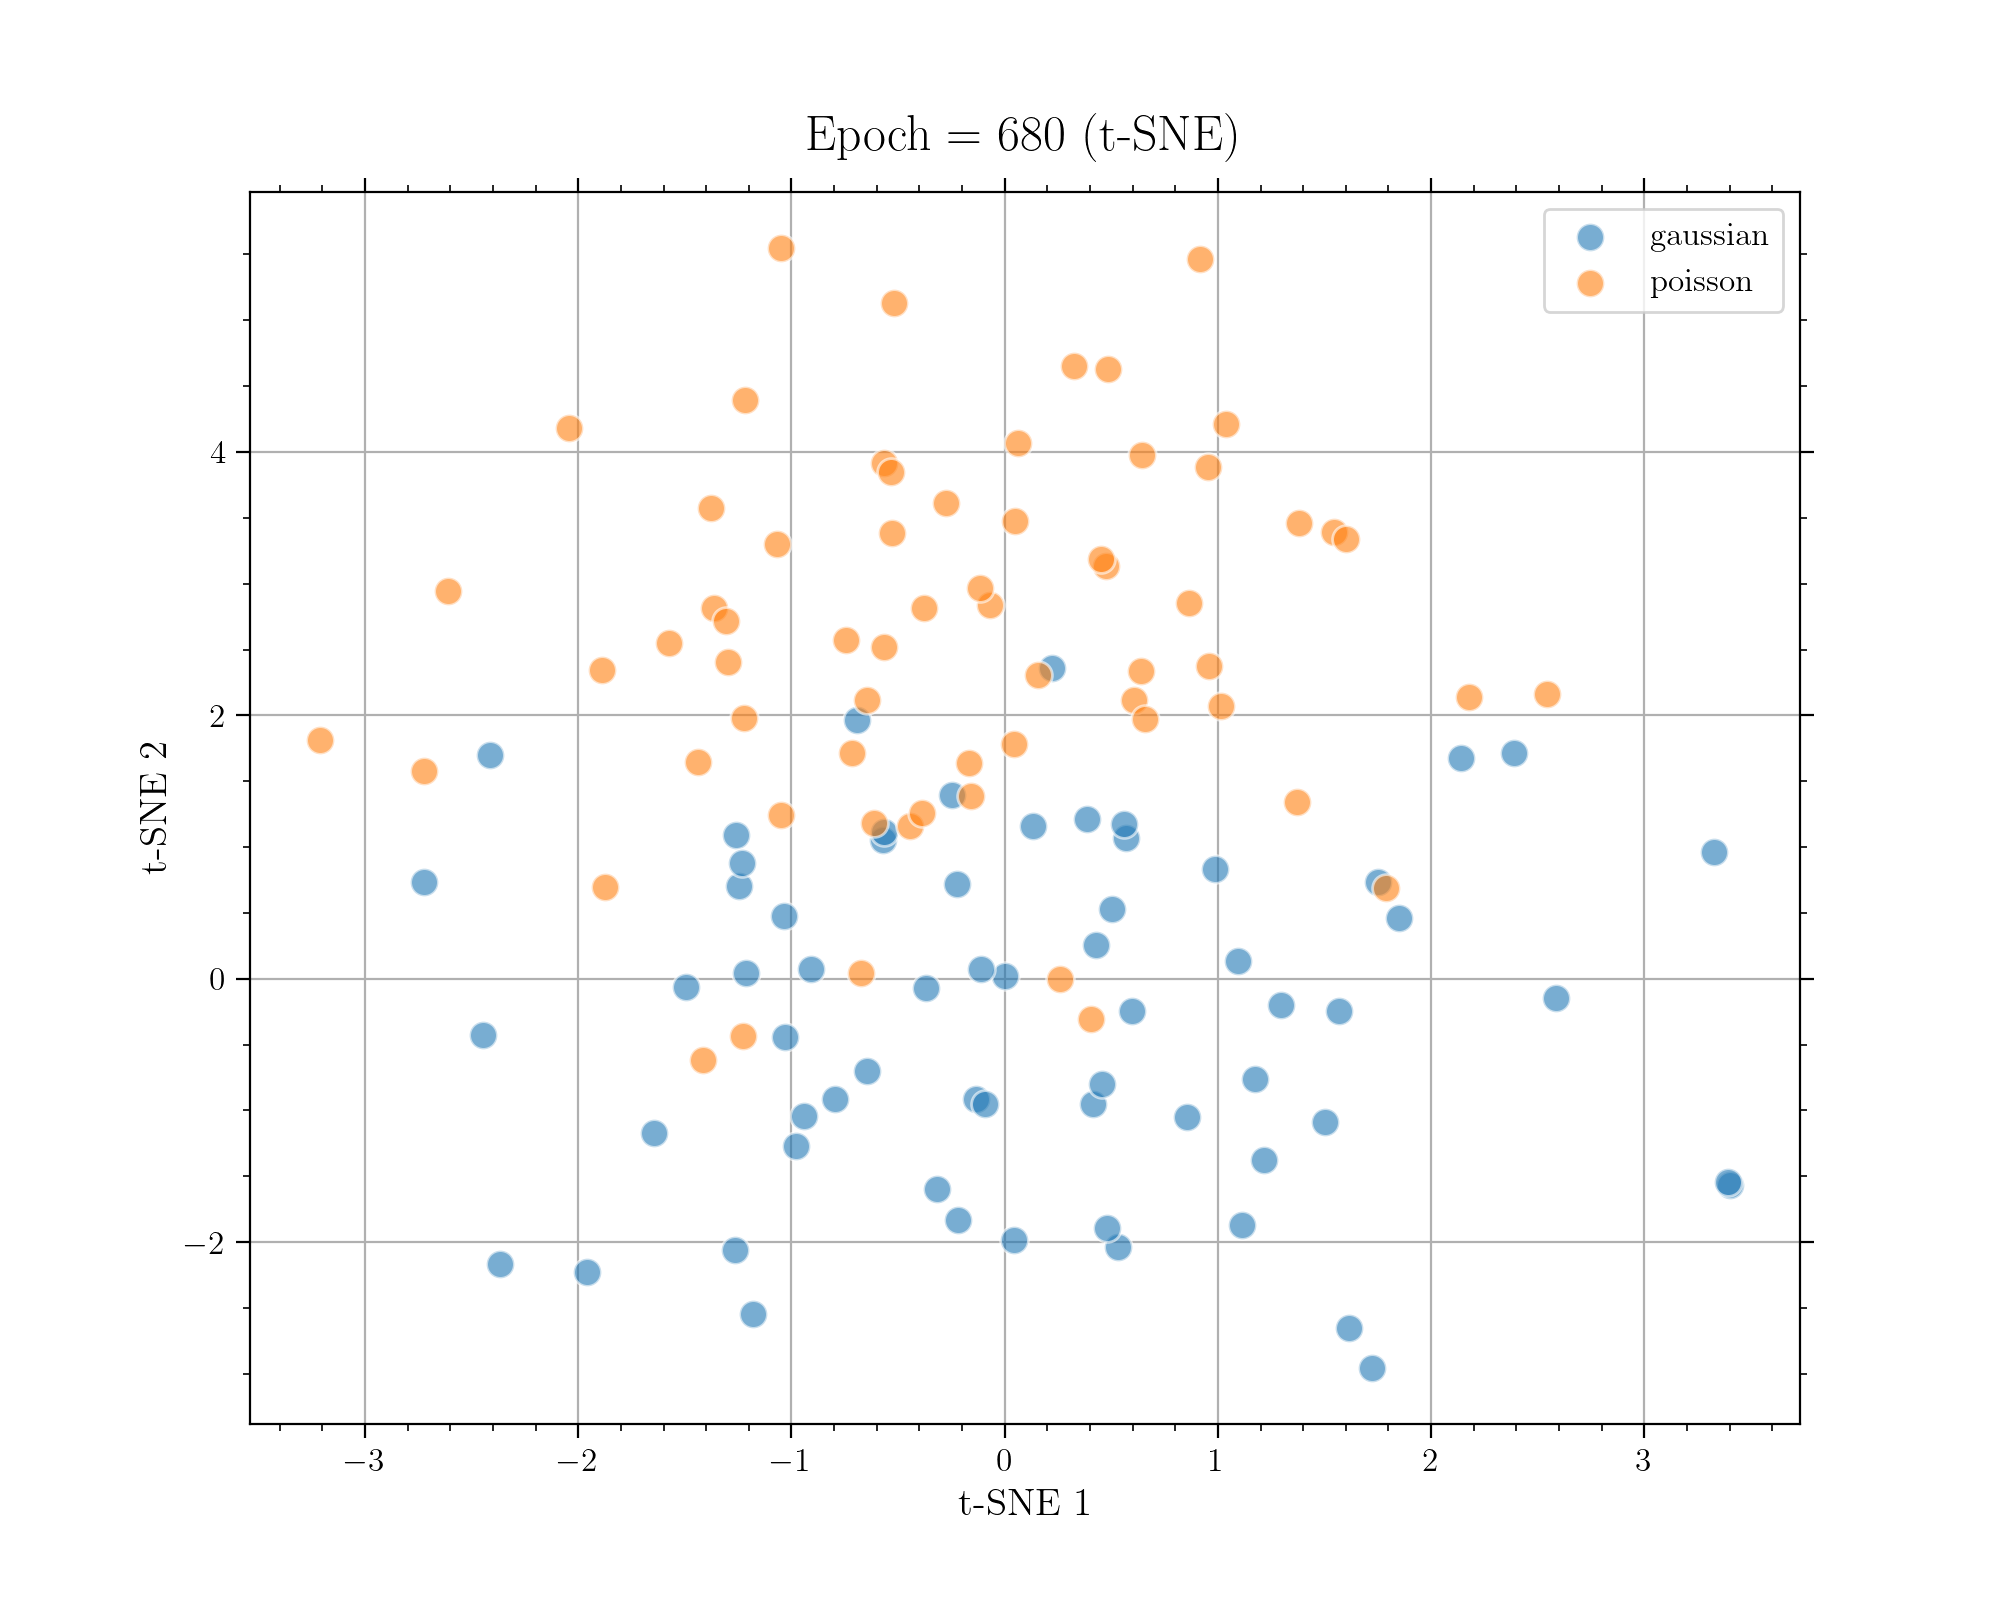 Epoch = 680 (t-SNE)
gaussian
poisson
4
2
0
−2
t-SNE 2
−3
−2
−1
0
1
2
3
t-SNE 1